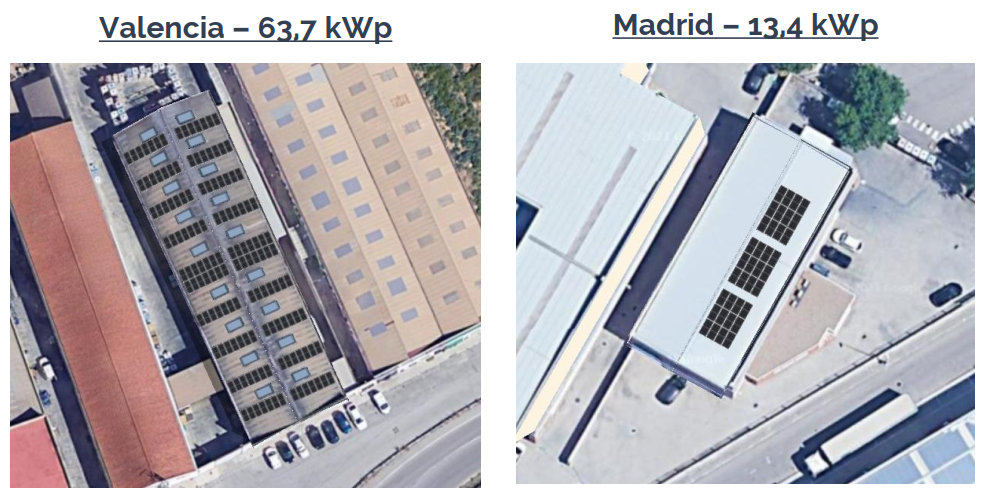 Valencia – 63,7 kWp
Madrid – 13,4 kWp